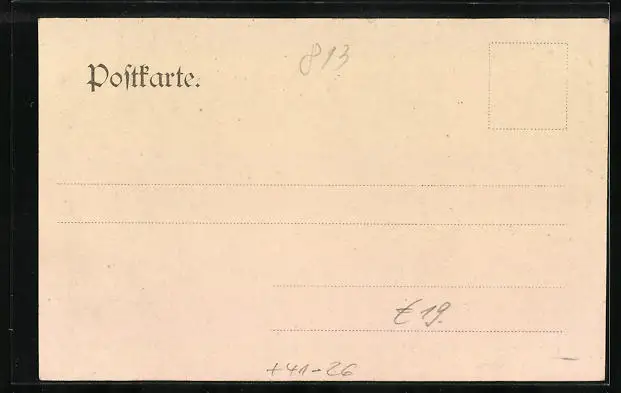 813
Postkarte.
€ 19.
+41-26